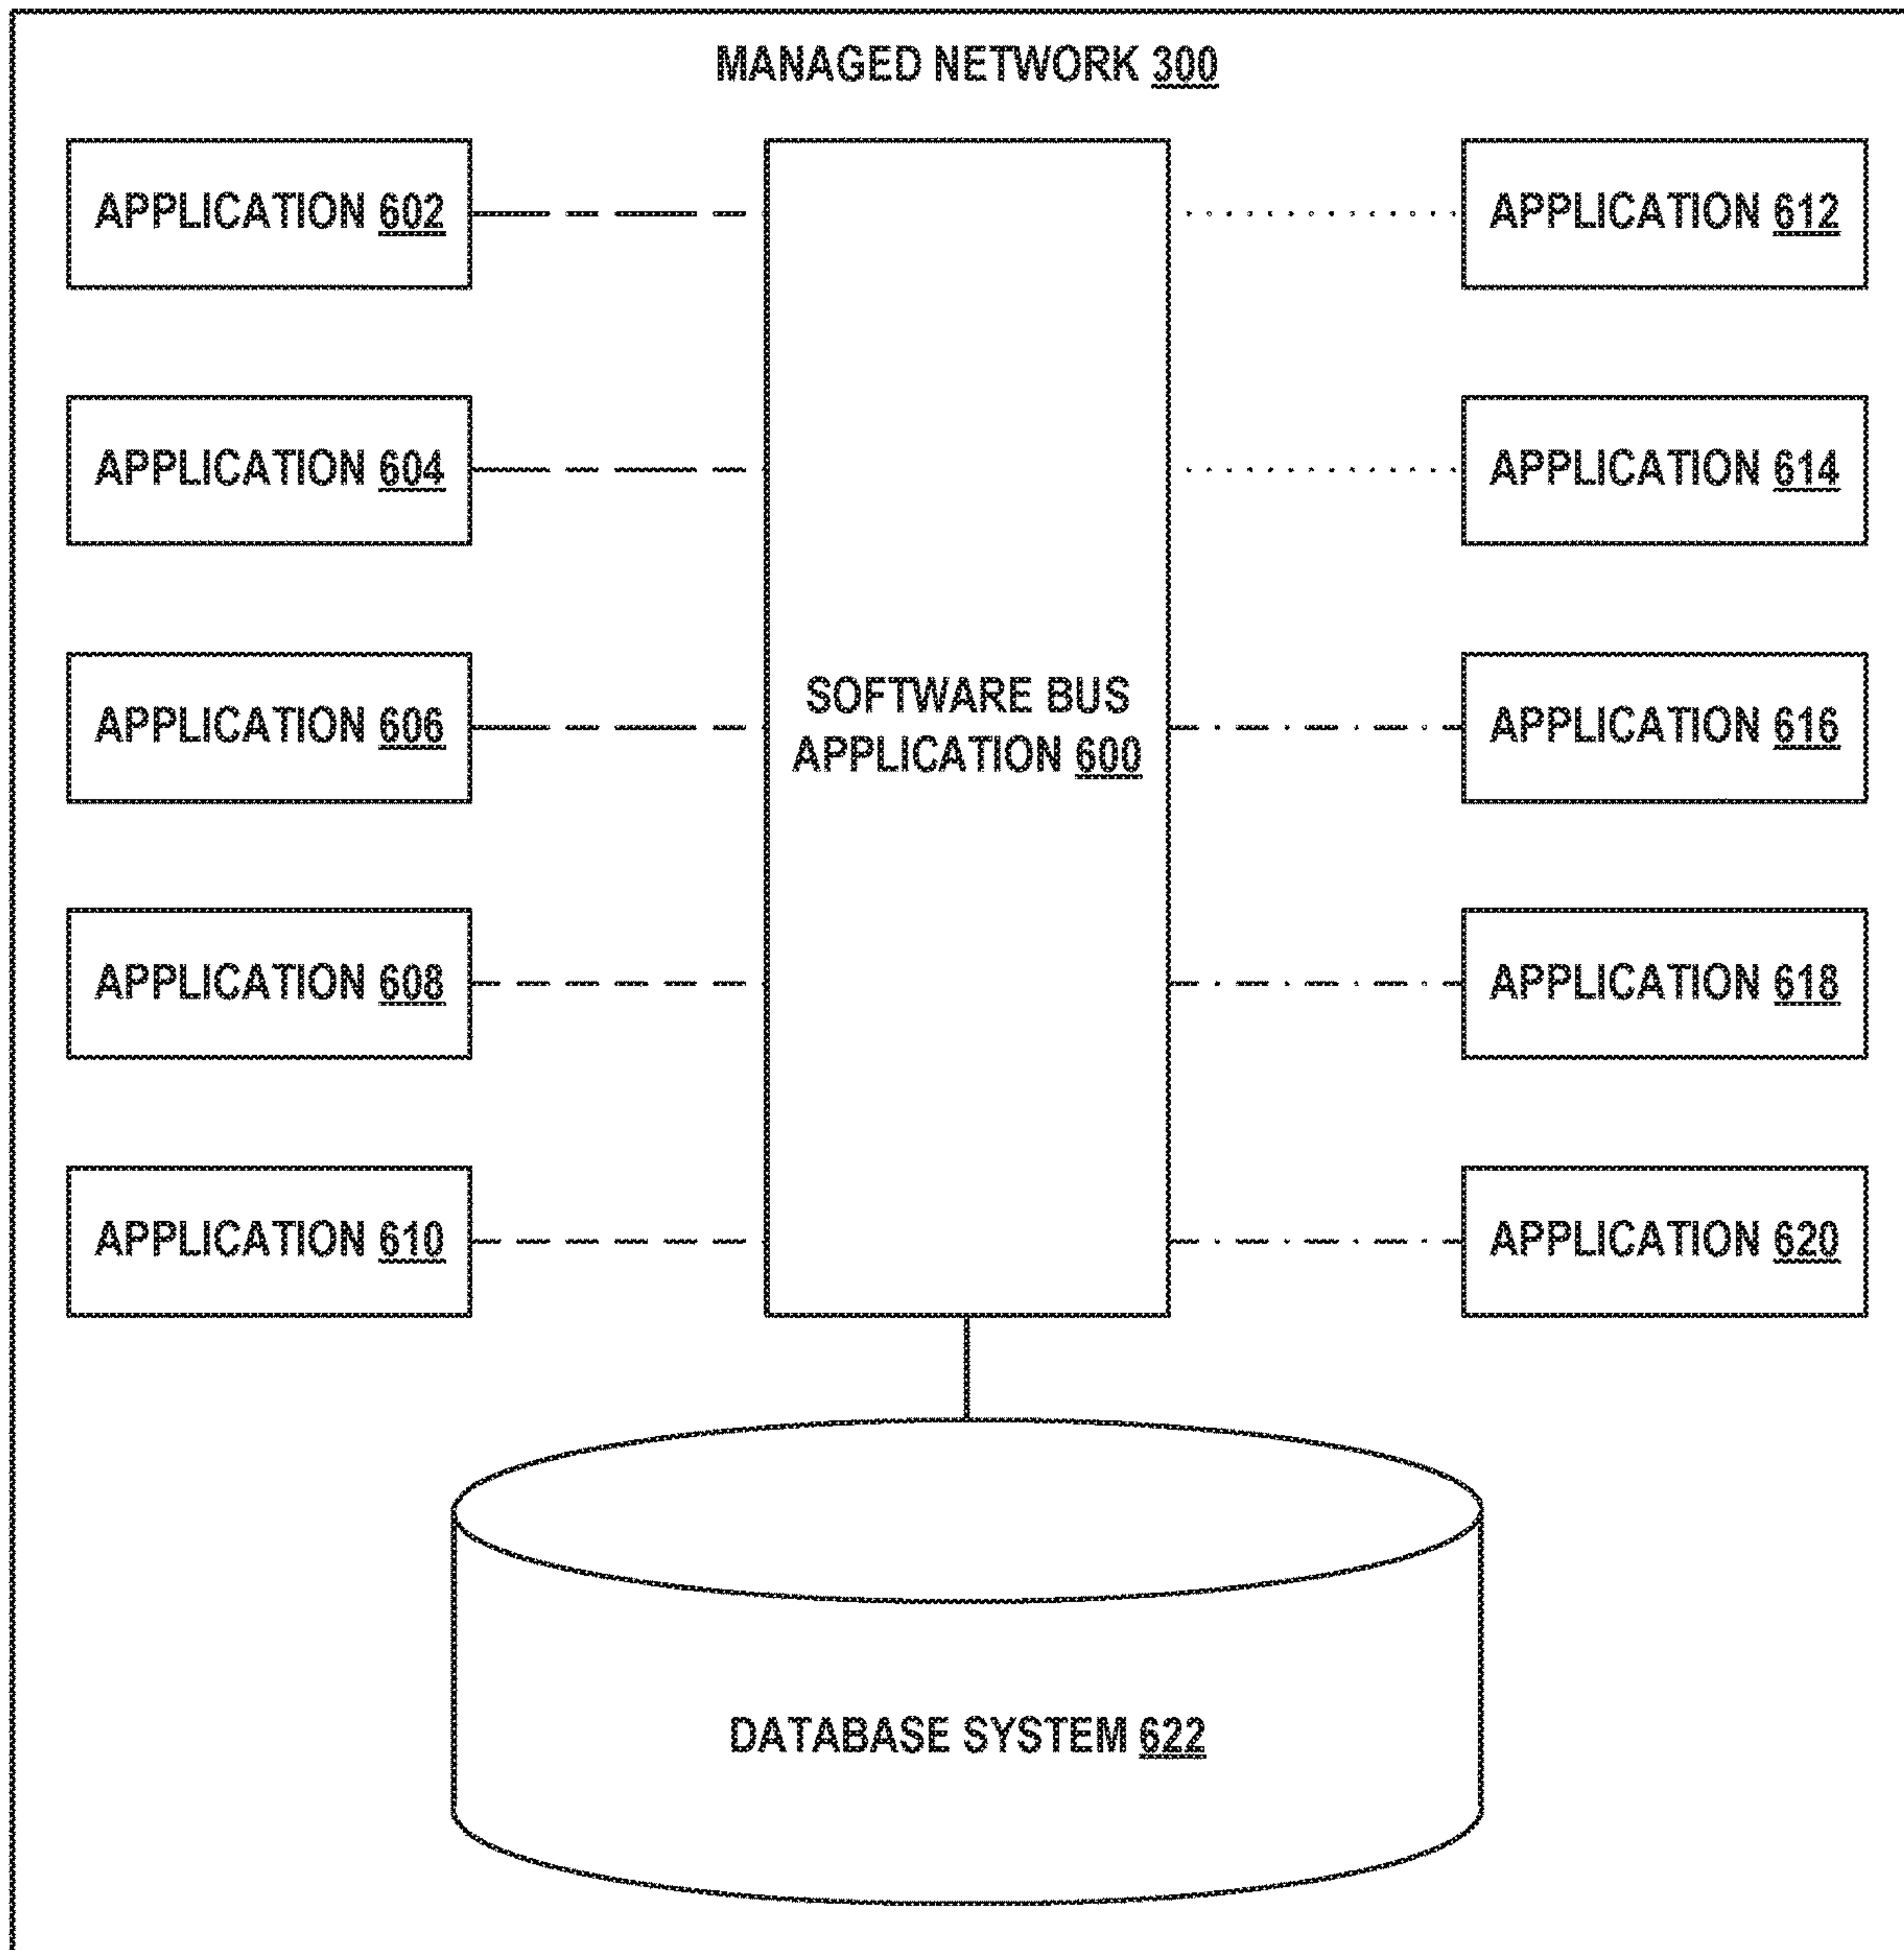 MANAGED NETWORK 300
APPLICATION 602
APPLICATION 612
APPLICATION 604
APPLICATION 614
APPLICATION 606
SOFTWARE BUS
APPLICATION 600
APPLICATION 616
APPLICATION 608
APPLICATION 618
APPLICATION 610
APPLICATION 620
DATABASE SYSTEM 622